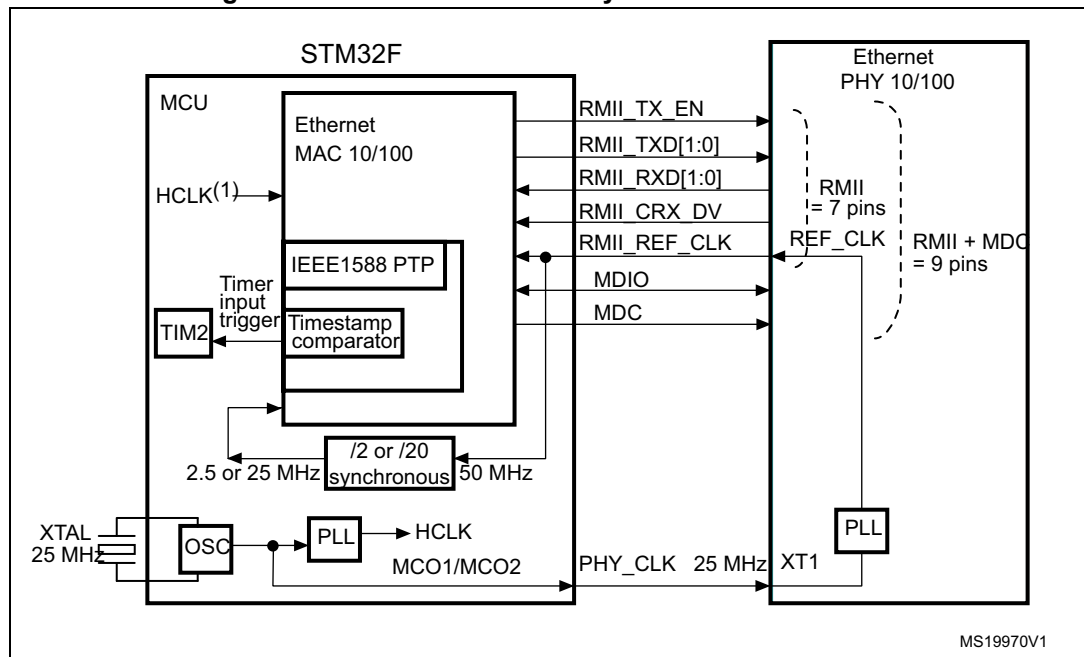 STM32F
Ethernet
PHY 10/100
MCU
Ethernet
MAC 10/100
HCLK(1)
RMII_TX_EN
RMII_TXD[1:0]
RMII_RXD[1:0]
RMII_CRX_DV
RMII_REF_CLK
MDIO
MDC
RMII
= 7 pins
REF_CLK
RMII + MDC
= 9 pins
IEEE1588 PTP
Timer
input
trigger
TIM2
Timestamp
comparator
/2 or /20
synchronous
2.5 or 25 MHz
50 MHz
XTAL
25 MHz
OSC
PLL
HCLK
MCO1/MCO2
PHY_CLK 25 MHz
XT1
PLL
MS19970V1